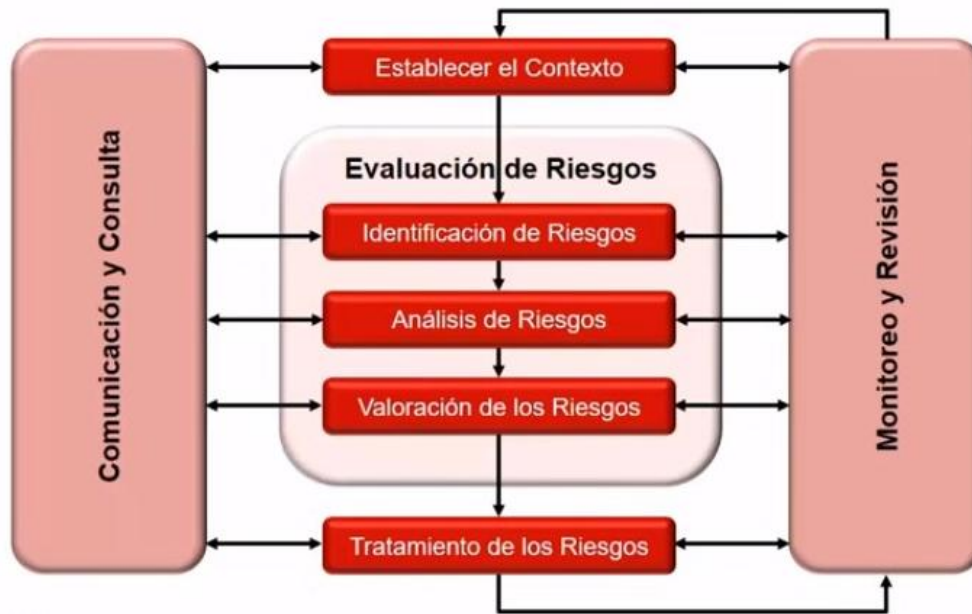 Establecer el Contexto
Comunicación y Consulta
Evaluación de Riesgos
Identificación de Riesgos
Análisis de Riesgos
Valoración de los Riesgos
Tratamiento de los Riesgos
Monitoreo y Revisión